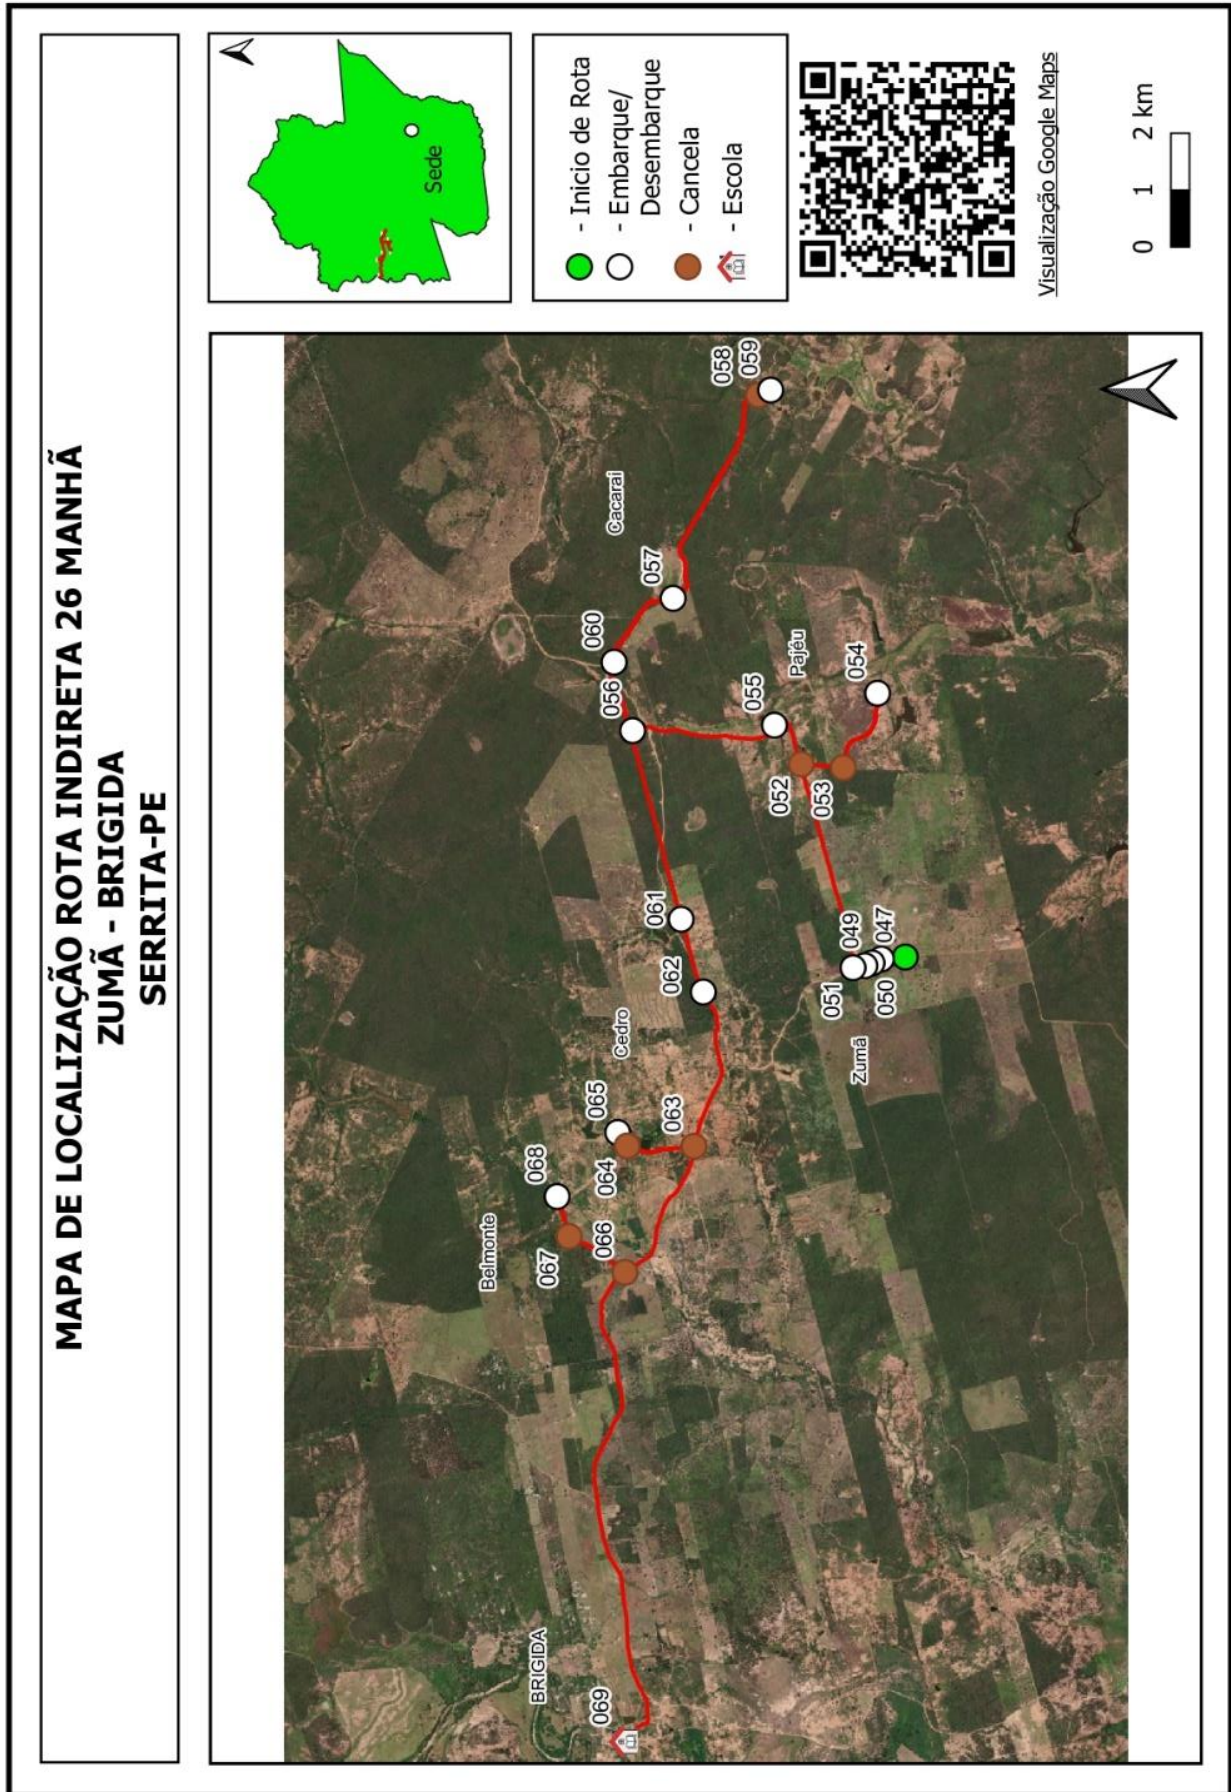 MAPA DE LOCALIZAÇÃO ROTA INDIRETA 26 MANHÃ
ZUMÃ - BRIGIDA
SERRITA-PE
Sede
- Inicio de Rota
- Embarque/
Desembarque
- Cancela
- Escola
Visualização Google Maps
0 1 2 km
BRIGIDA
069
Belmonte
067
068
066
064
065
063
Cedro
062
061
056
060
Cacarai
057
058
059
055
Pajéu
052
053
054
051
049
050
047
Zumã